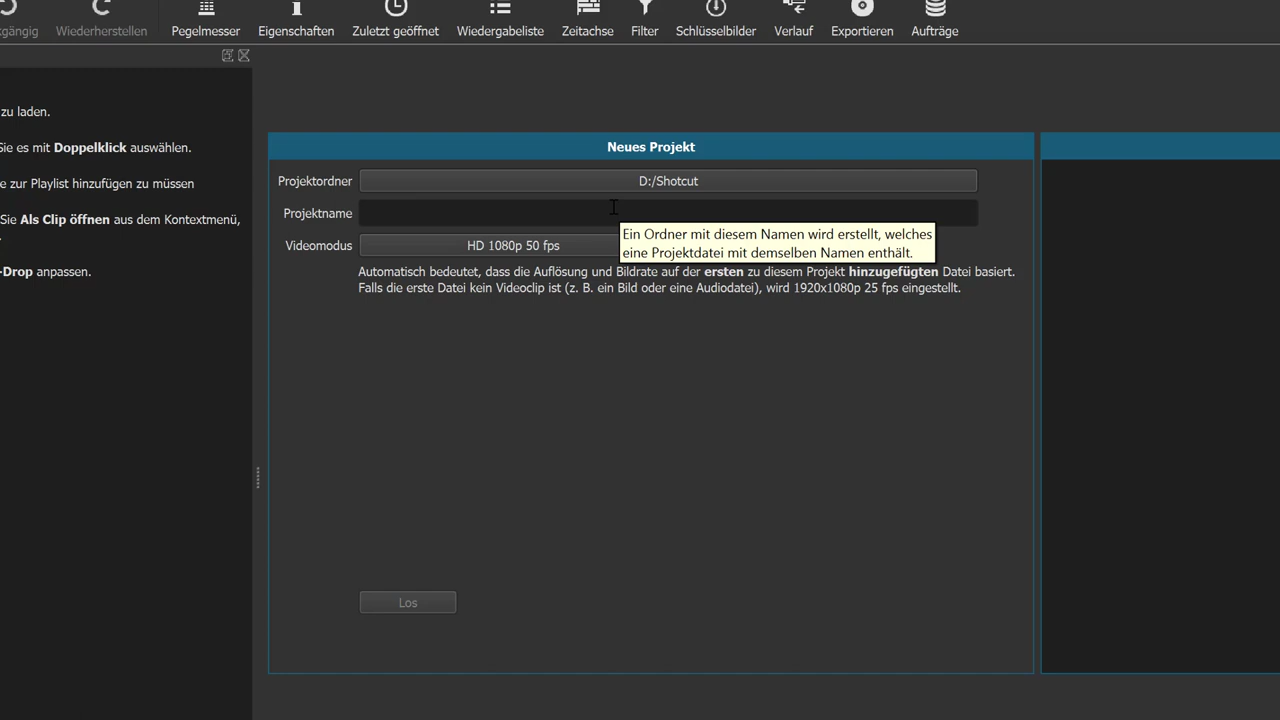 gängig Wiederherstellen Pegelmesser Eigenschaften Zuletzt geöffnet Wiedergabeliste Zeitachse Filter Schlüsselbilder Verlauf Exportieren Aufträge
zu laden.
Sie es mit Doppelklick auswählen.
e zur Playlist hinzufügen zu müssen
Sie Als Clip öffnen aus dem Kontextmenü,
-Drop anpassen.
Neues Projekt
Projektordner D:/Shotcut
Projektname
Ein Ordner mit diesem Namen wird erstellt, welches
eine Projektdatei mit demselben Namen enthält.
Videomodus HD 1080p 50 fps
Automatisch bedeutet, dass die Auflösung und Bildrate auf der ersten zu diesem Projekt hinzugefügten Datei basiert.
Falls die erste Datei kein Videoclip ist (z. B. ein Bild oder eine Audiodatei), wird 1920x1080p 25 fps eingestellt.
Los